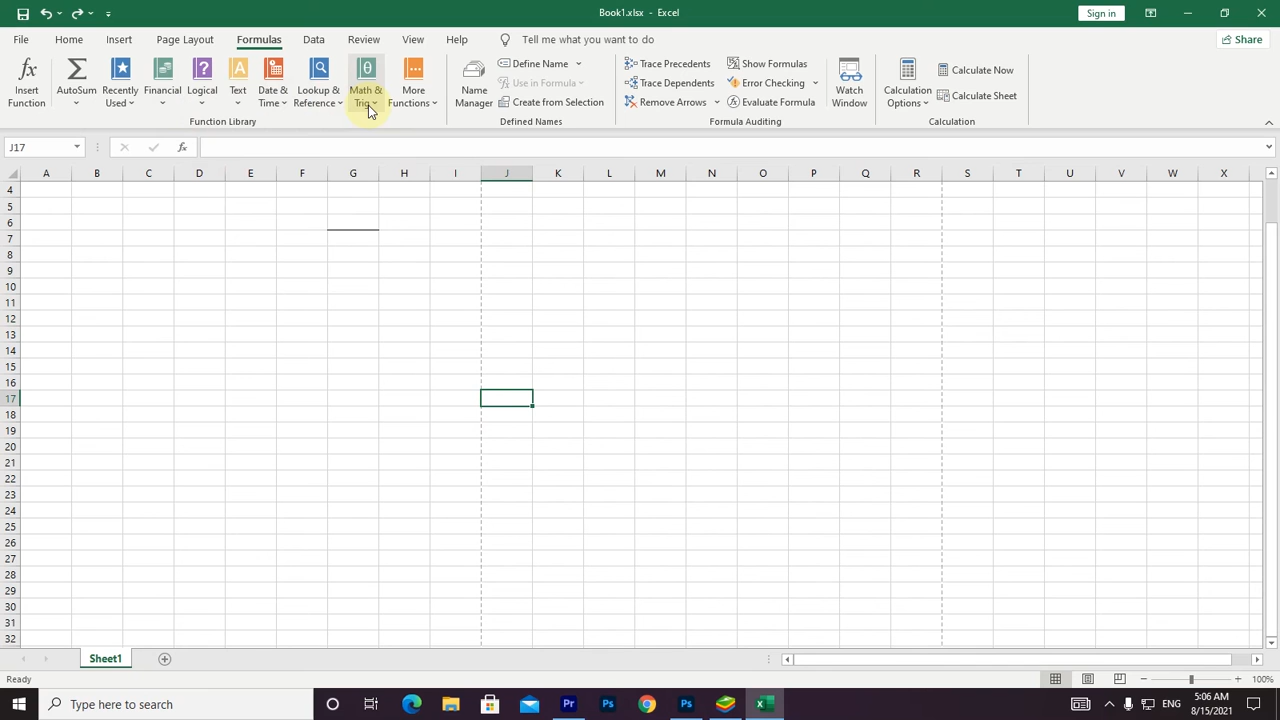 Book1.xlsx - Excel
Sign in
File Home Insert Page Layout Formulas Data Review View Help Tell me what you want to do Share
Insert Function
AutoSum
Recently Used
Financial
Logical
Text
Date & Time
Lookup & Reference
Math & Trig
More Functions
Function Library
Name Manager
Define Name
Use in Formula
Create from Selection
Defined Names
Trace Precedents
Trace Dependents
Remove Arrows
Show Formulas
Error Checking
Evaluate Formula
Formula Auditing
Watch Window
Calculation Options
Calculate Now
Calculate Sheet
Calculation
J17
fx
A B C D E F G H I J K L M N O P Q R S T U V W X
4
5
6
7
8
9
10
11
12
13
14
15
16
17
18
19
20
21
22
23
24
25
26
27
28
29
30
31
32
Sheet1
Ready
100%
Type here to search
Pr
Ps
Ps
ENG
5:06 AM
8/15/2021